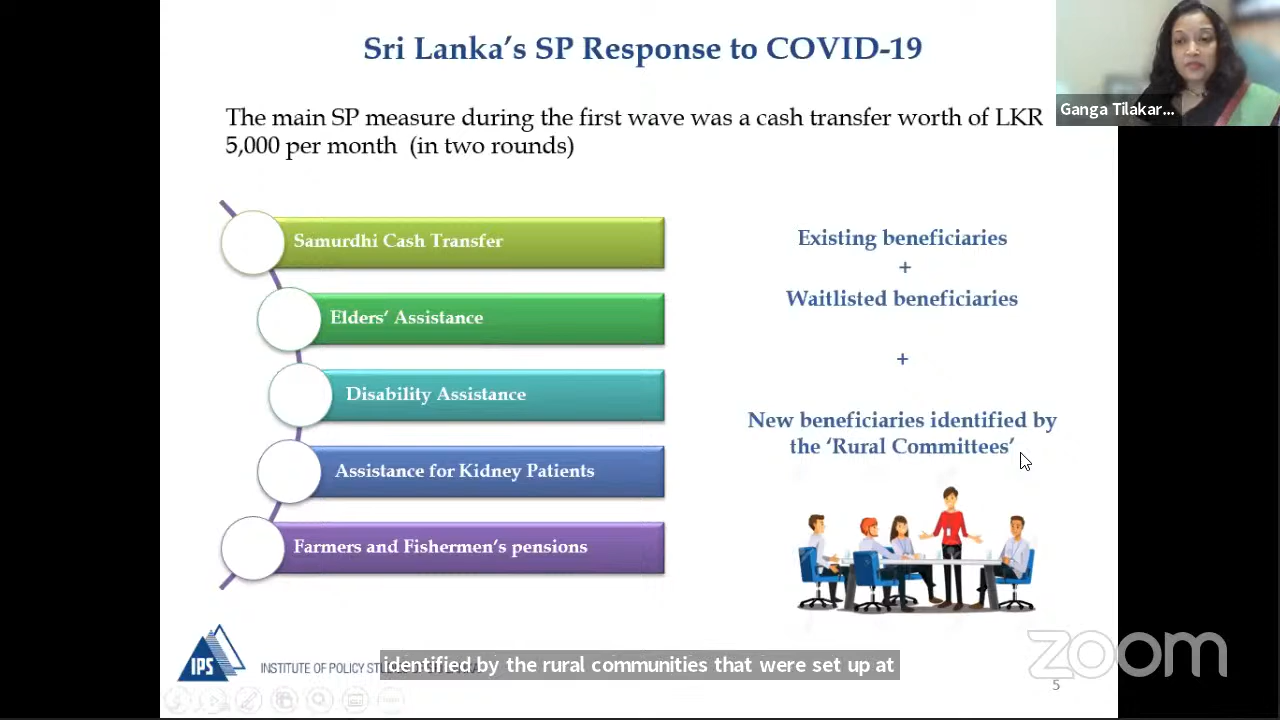 Sri Lanka's SP Response to COVID-19
Ganga Tilakar...
The main SP measure during the first wave was a cash transfer worth of LKR
5,000 per month (in two rounds)
Samurdhi Cash Transfer
Elders' Assistance
Disability Assistance
Assistance for Kidney Patients
Farmers and Fishermen's pensions
Existing beneficiaries
+
Waitlisted beneficiaries
+
New beneficiaries identified by
the 'Rural Committees'
IPS
INSTITUTE OF POLICY
identified by the rural communities that were set up at
zoom
5